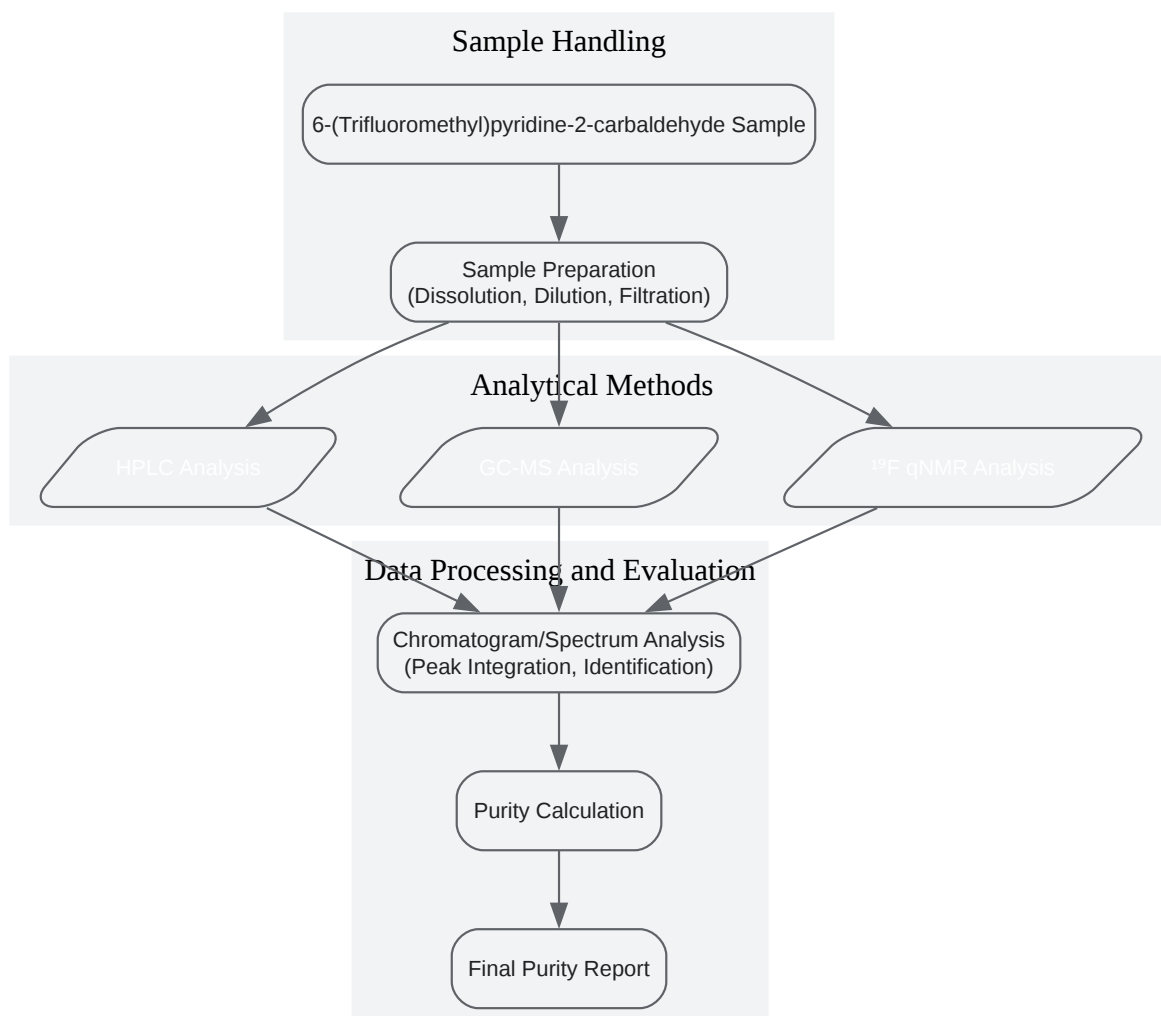 Sample Handling
6-(Trifluoromethyl)pyridine-2-carbaldehyde Sample
Sample Preparation
(Dissolution, Dilution, Filtration)
Analytical Methods
HPLC Analysis
GC-MS Analysis
¹⁹F qNMR Analysis
Data Processing and Evaluation
Chromatogram/Spectrum Analysis
(Peak Integration, Identification)
Purity Calculation
Final Purity Report